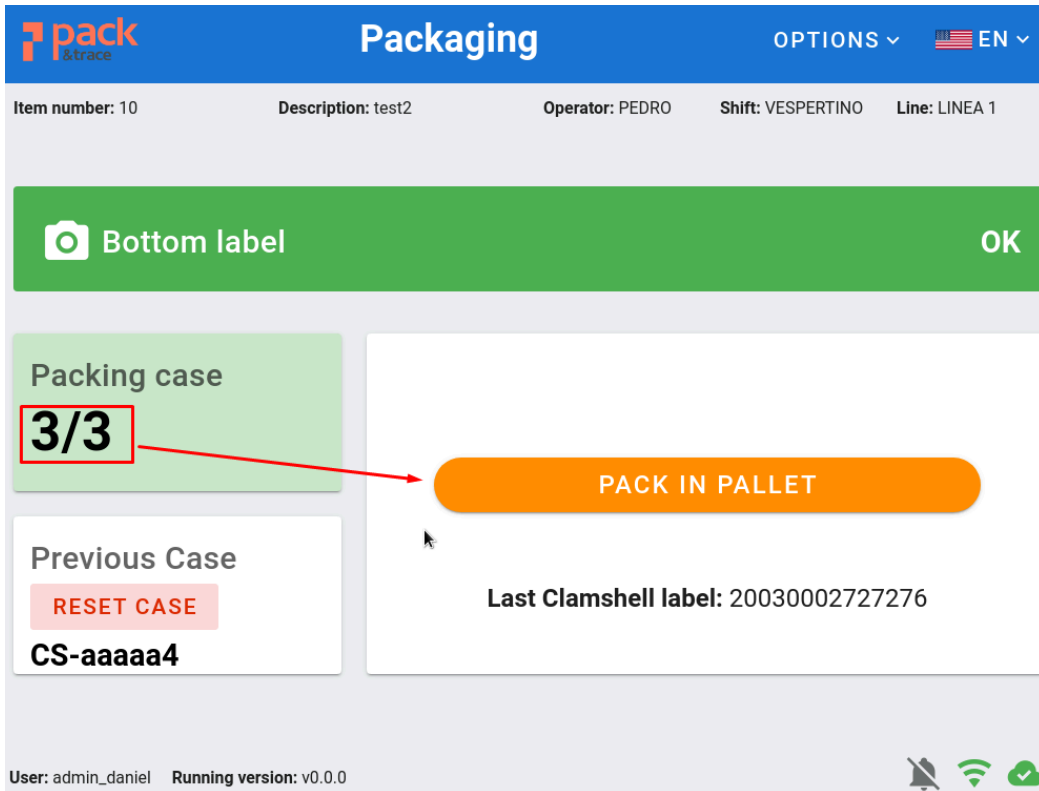 pack
&trace
Packaging
OPTIONS
EN
Item number: 10
Description: test2
Operator: PEDRO
Shift: VESPERTINO
Line: LINEA 1
Bottom label
OK
Packing case
3/3
PACK IN PALLET
Previous Case
RESET CASE
CS-aaaaa4
Last Clamshell label: 20030002727276
User: admin_daniel
Running version: v0.0.0